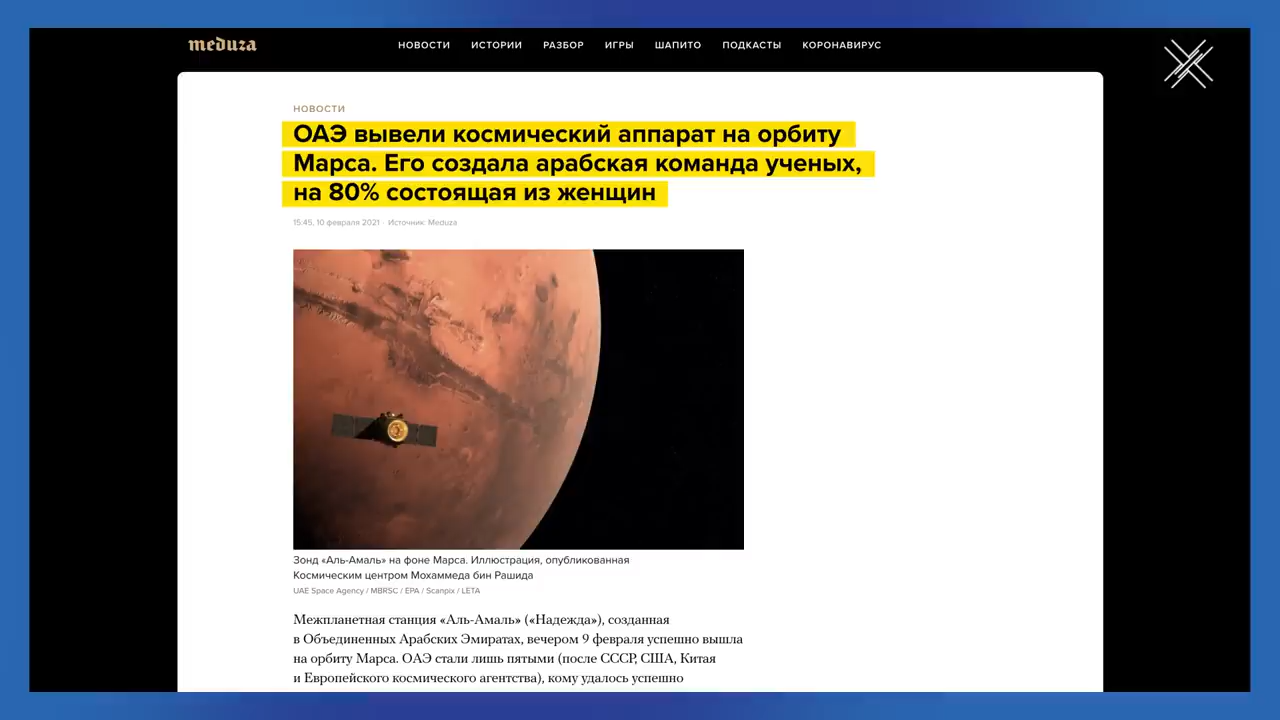 meduza
НОВОСТИ ИСТОРИИ РАЗБОР ИГРЫ ШАПИТО ПОДКАСТЫ КОРОНАВИРУС
НОВОСТИ
ОАЭ вывели космический аппарат на орбиту
Марса. Его создала арабская команда ученых,
на 80% состоящая из женщин
15:45, 10 февраля 2021 · Источник: Meduza
Зонд «Аль-Амаль» на фоне Марса. Иллюстрация, опубликованная
Космическим центром Мохаммеда бин Рашида
UAE Space Agency / MBRSC / EPA / Scanpix / LETA
Межпланетная станция «Аль-Амаль» («Надежда»), созданная
в Объединенных Арабских Эмиратах, вечером 9 февраля успешно вышла
на орбиту Марса. ОАЭ стали лишь пятыми (после СССР, США, Китая
и Европейского космического агентства), кому удалось успешно